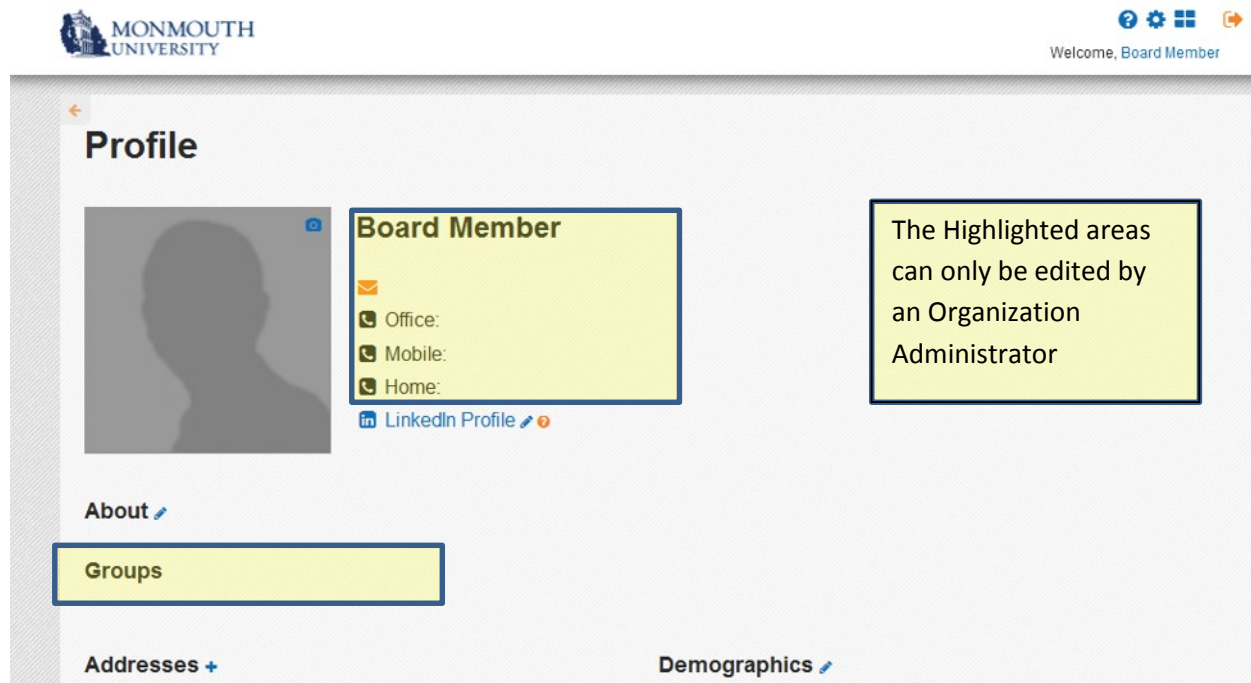 MONMOUTH
UNIVERSITY
Welcome, Board Member
Profile
Board Member
Office:
Mobile:
Home:
in LinkedIn Profile
The Highlighted areas
can only be edited by
an Organization
Administrator
About
Groups
Addresses +
Demographics